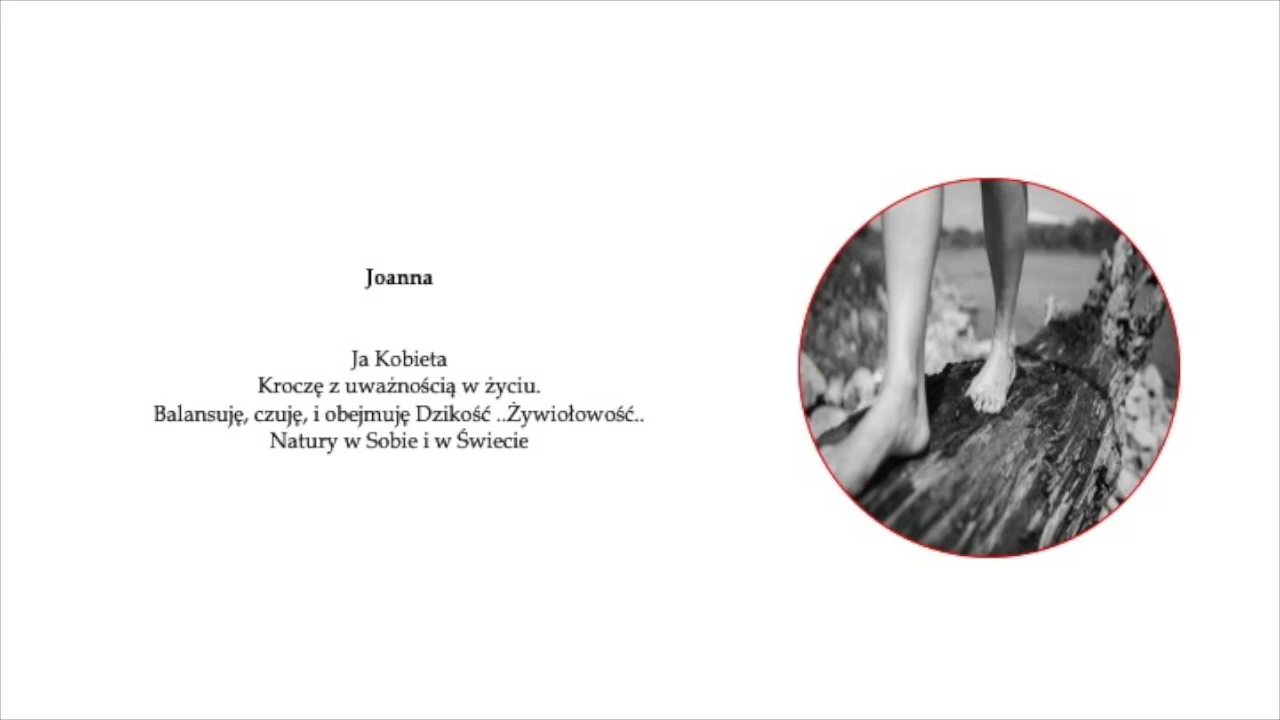 Joanna
Ja Kobieta
Kroczę z uważnością w życiu.
Balansuję, czuję, i obejmuję Dzikość ..Żywiołowość..
Natury w Sobie i w Świecie